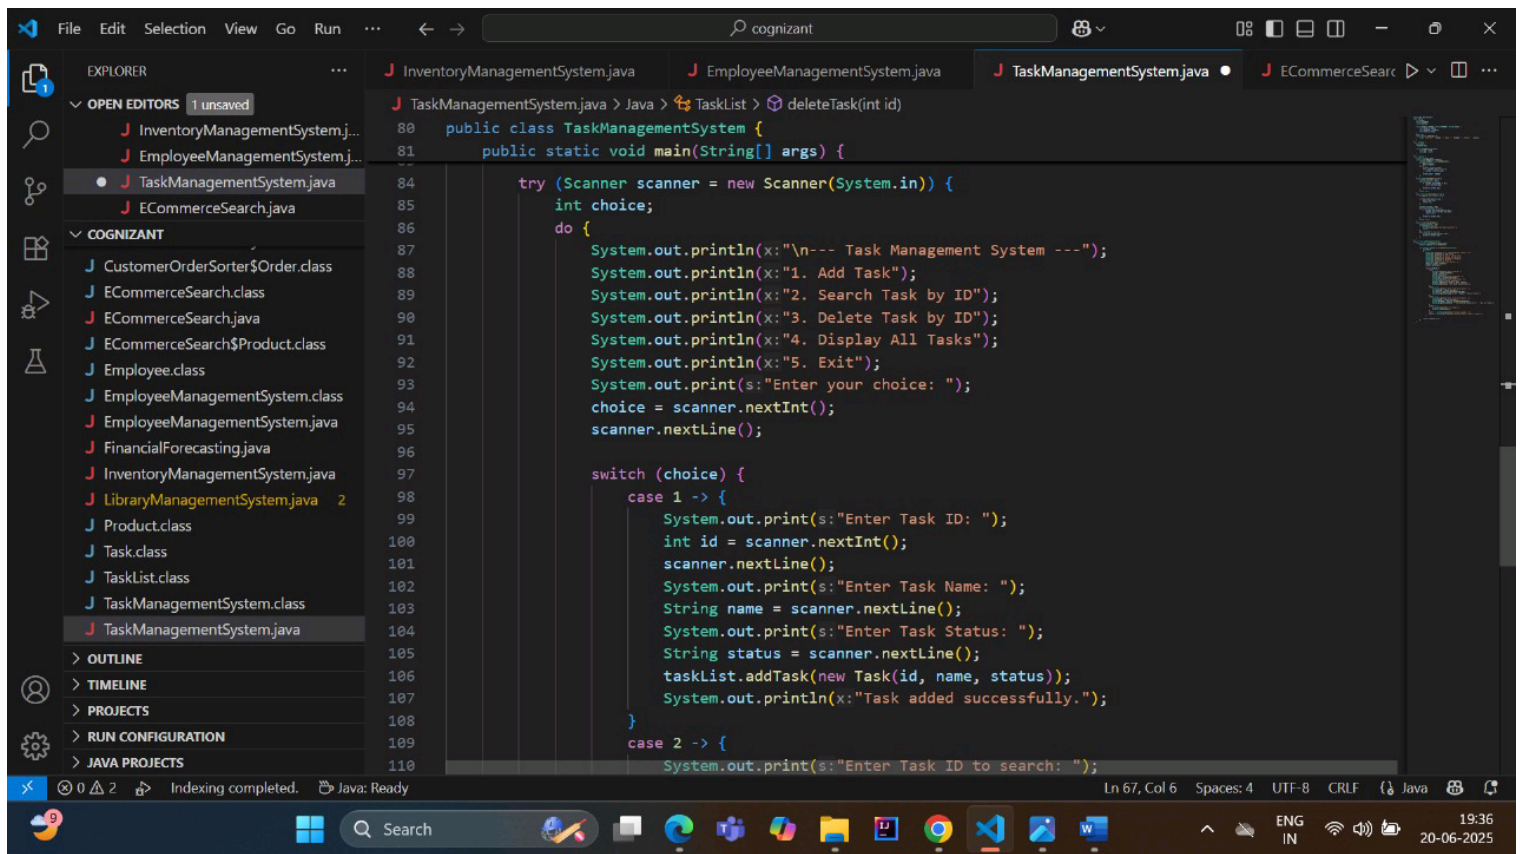 File Edit Selection View Go Run ··· cognizant
EXPLORER ···
OPEN EDITORS 1 unsaved
InventoryManagementSystem.j...
EmployeeManagementSystem.j...
TaskManagementSystem.java
ECommerceSearch.java
COGNIZANT
CustomerOrderSorter$Order.class
ECommerceSearch.class
ECommerceSearch.java
ECommerceSearch$Product.class
Employee.class
EmployeeManagementSystem.class
EmployeeManagementSystem.java
FinancialForecasting.java
InventoryManagementSystem.java
LibraryManagementSystem.java 2
Product.class
Task.class
TaskList.class
TaskManagementSystem.class
TaskManagementSystem.java
OUTLINE
TIMELINE
PROJECTS
RUN CONFIGURATION
JAVA PROJECTS
InventoryManagementSystem.java EmployeeManagementSystem.java TaskManagementSystem.java ECommerceSearc
TaskManagementSystem.java > Java > TaskList > deleteTask(int id)
80 public class TaskManagementSystem {
81 public static void main(String[] args) {
84 try (Scanner scanner = new Scanner(System.in)) {
85 int choice;
86 do {
87 System.out.println(x:"\n--- Task Management System ---");
88 System.out.println(x:"1. Add Task");
89 System.out.println(x:"2. Search Task by ID");
90 System.out.println(x:"3. Delete Task by ID");
91 System.out.println(x:"4. Display All Tasks");
92 System.out.println(x:"5. Exit");
93 System.out.print(s:"Enter your choice: ");
94 choice = scanner.nextInt();
95 scanner.nextLine();
96
97 switch (choice) {
98 case 1 -> {
99 System.out.print(s:"Enter Task ID: ");
100 int id = scanner.nextInt();
101 scanner.nextLine();
102 System.out.print(s:"Enter Task Name: ");
103 String name = scanner.nextLine();
104 System.out.print(s:"Enter Task Status: ");
105 String status = scanner.nextLine();
106 taskList.addTask(new Task(id, name, status));
107 System.out.println(x:"Task added successfully.");
108 }
109 case 2 -> {
110 System.out.print(s:"Enter Task ID to search: ");
0 2 Indexing completed. Java: Ready Ln 67, Col 6 Spaces: 4 UTF-8 CRLF Java
9 Search ENG IN 19:36 20-06-2025